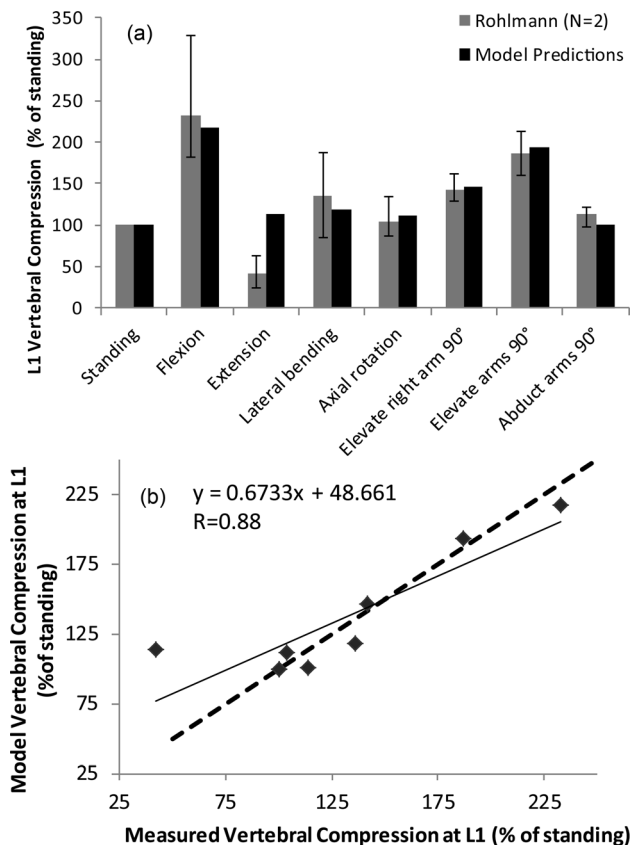 (a)
Rohlmann (N=2)
Model Predictions
L1 Vertebral Compression (% of standing)
350
300
250
200
150
100
50
0
Standing
Flexion
Extension
Lateral bending
Axial rotation
Elevate right arm 90°
Elevate arms 90°
Abduct arms 90°
(b)
y = 0.6733x + 48.661
R=0.88
Model Vertebral Compression at L1
(%of standing)
225
175
125
75
25
25
75
125
175
225
Measured Vertebral Compression at L1 (% of standing)